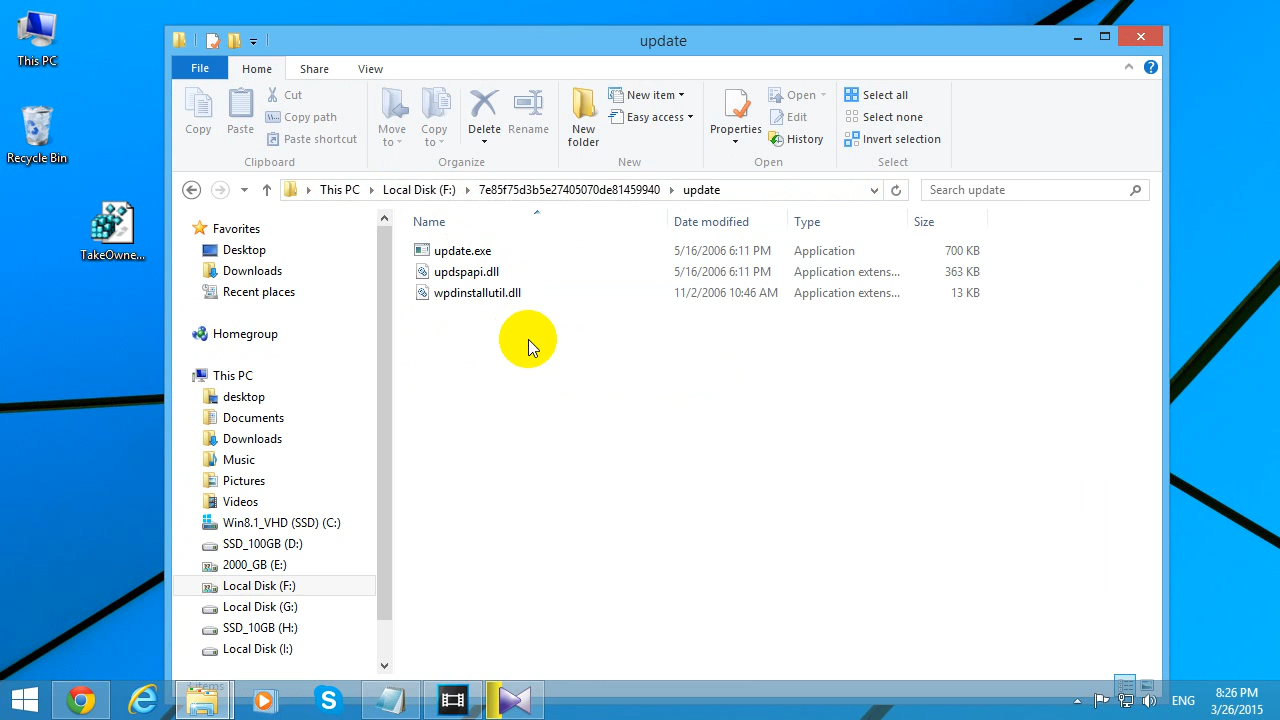 This PC
Recycle Bin
TakeOwne...
update
File
Home
Share
View
Copy
Paste
Cut
Copy path
Paste shortcut
Clipboard
Move to
Copy to
Delete
Rename
Organize
New folder
New item
Easy access
New
Properties
Open
Edit
History
Open
Select all
Select none
Invert selection
Select
This PC
Local Disk (F:)
7e85f75d3b5e27405070de81459940
update
Search update
Favorites
Desktop
Downloads
Recent places
Homegroup
This PC
desktop
Documents
Downloads
Music
Pictures
Videos
Win8.1_VHD (SSD) (C:)
SSD_100GB (D:)
2000_GB (E:)
Local Disk (F:)
Local Disk (G:)
SSD_10GB (H:)
Local Disk (I:)
Name Date modified Type Size
update.exe 5/16/2006 6:11 PM Application 700 KB
updspapi.dll 5/16/2006 6:11 PM Application extens... 363 KB
wpdinstallutil.dll 11/2/2006 10:46 AM Application extens... 13 KB
ENG
8:26 PM
3/26/2015